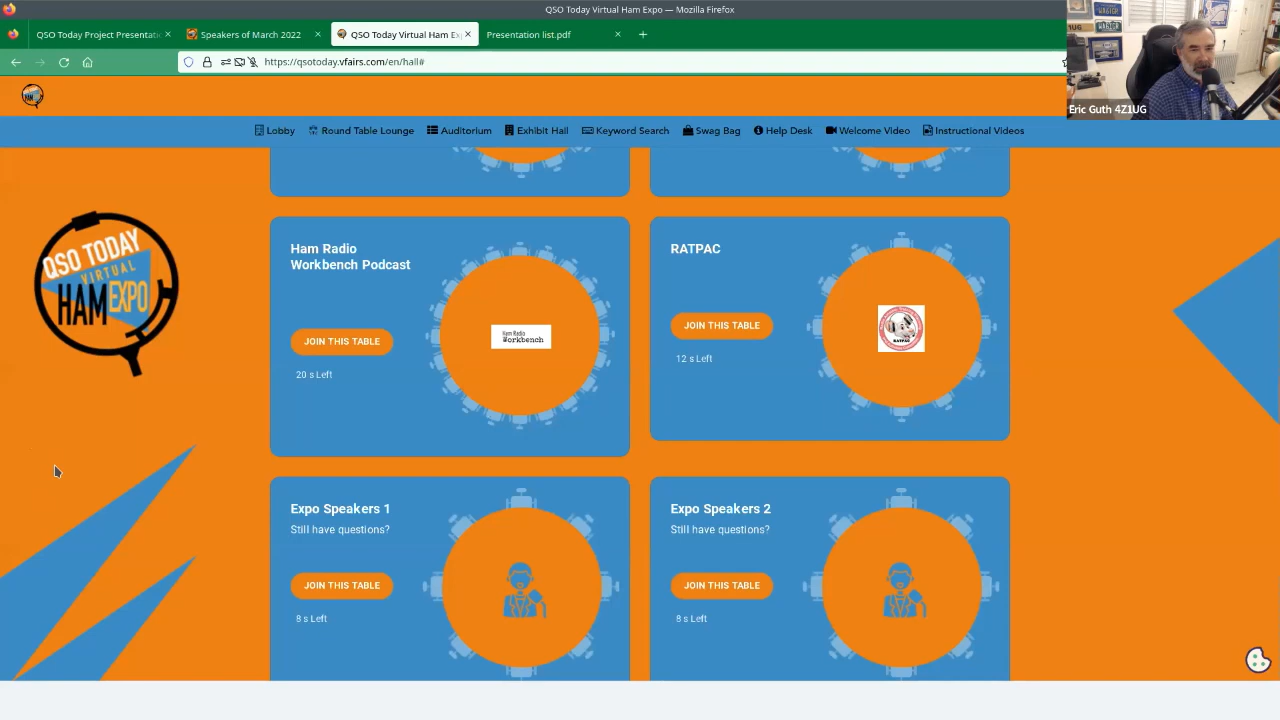 QSO Today Virtual Ham Expo — Mozilla Firefox
QSO Today Project Presentatio
Speakers of March 2022
QSO Today Virtual Ham Ex
Presentation list.pdf
https://qsotoday.vfairs.com/en/hall#
Eric Guth 4Z1UG
Lobby
Round Table Lounge
Auditorium
Exhibit Hall
Keyword Search
Swag Bag
Help Desk
Welcome Video
Instructional Videos
QSO TODAY
VIRTUAL
HAM EXPO
Ham Radio
Workbench Podcast
JOIN THIS TABLE
20 s Left
Ham Radio
Workbench
RATPAC
JOIN THIS TABLE
12 s Left
RATPAC
Expo Speakers 1
Still have questions?
JOIN THIS TABLE
8 s Left
Expo Speakers 2
Still have questions?
JOIN THIS TABLE
8 s Left